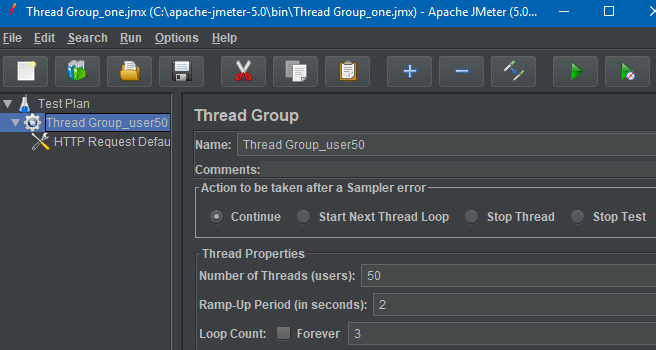 Thread Group_one.jmx (C:\apache-jmeter-5.0\bin\Thread Group_one.jmx) - Apache JMeter (5.0...
File Edit Search Run Options Help
Test Plan
Thread Group_user50
HTTP Request Defau
Thread Group
Name: Thread Group_user50
Comments:
Action to be taken after a Sampler error
Continue Start Next Thread Loop Stop Thread Stop Test
Thread Properties
Number of Threads (users): 50
Ramp-Up Period (in seconds): 2
Loop Count: Forever 3